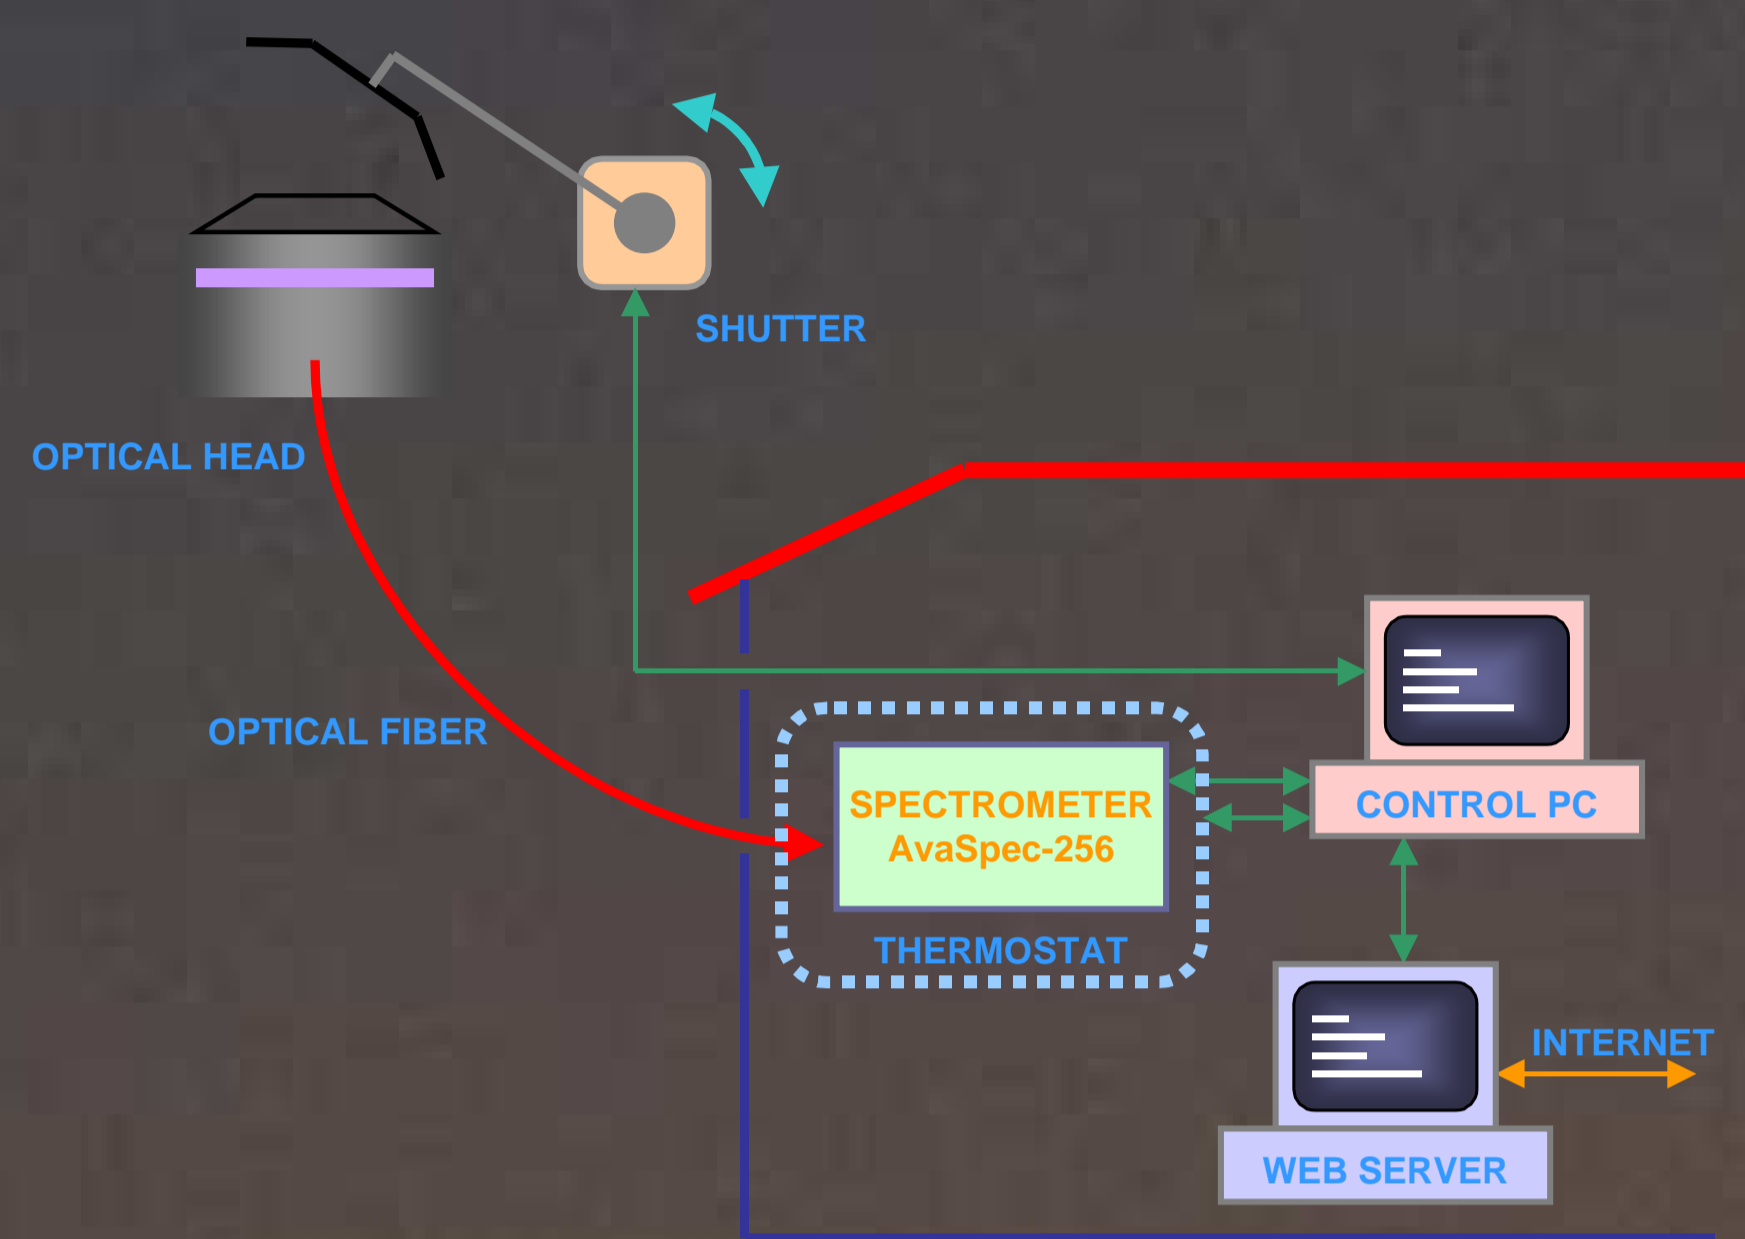 SHUTTER
OPTICAL HEAD
OPTICAL FIBER
SPECTROMETER
AvaSpec-256
CONTROL PC
THERMOSTAT
INTERNET
WEB SERVER